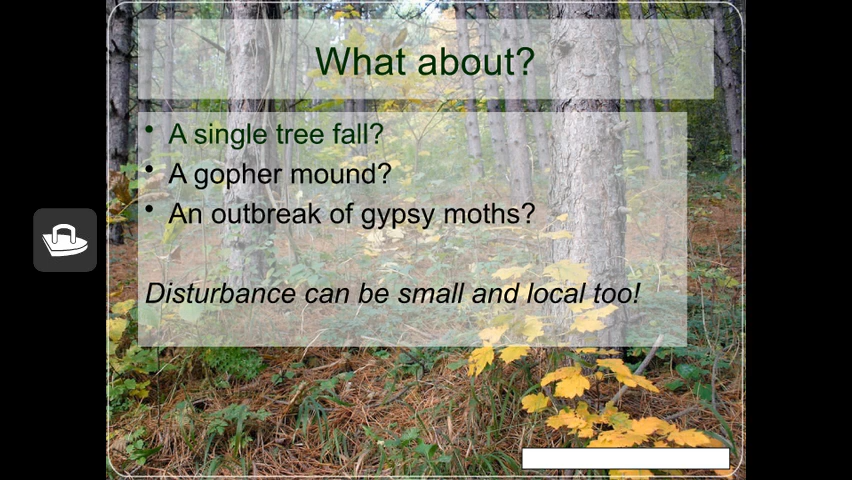 What about?
• A single tree fall?
• A gopher mound?
• An outbreak of gypsy moths?
Disturbance can be small and local too!